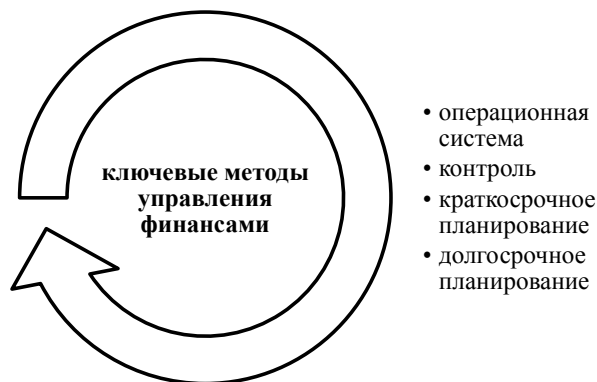 ключевые методы
управления
финансами
• операционная
система
• контроль
• краткосрочное
планирование
• долгосрочное
планирование